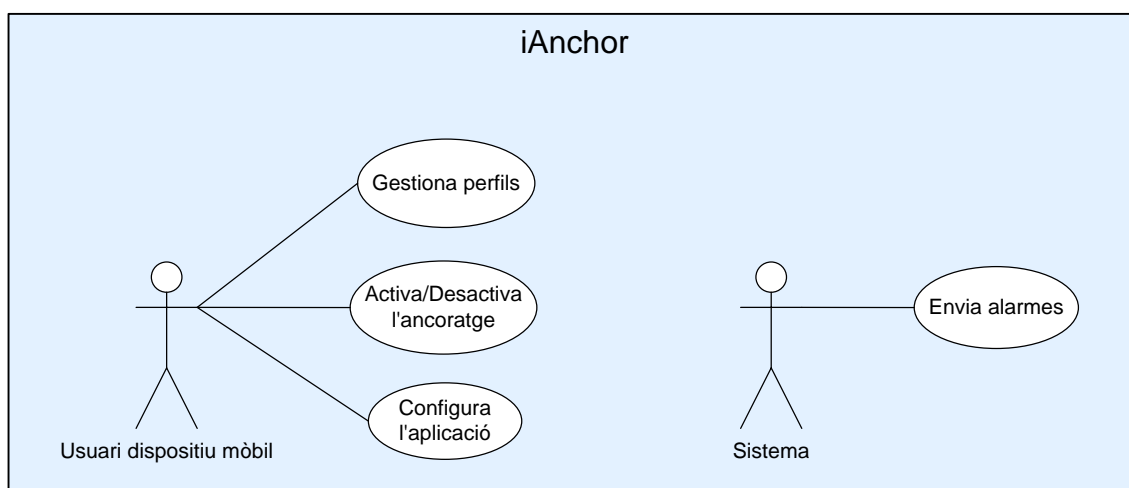 iAnchor
Gestiona perfils
Activa/Desactiva
l'ancoratge
Envia alarmes
Configura
l'aplicació
Usuari dispositiu mòbil
Sistema